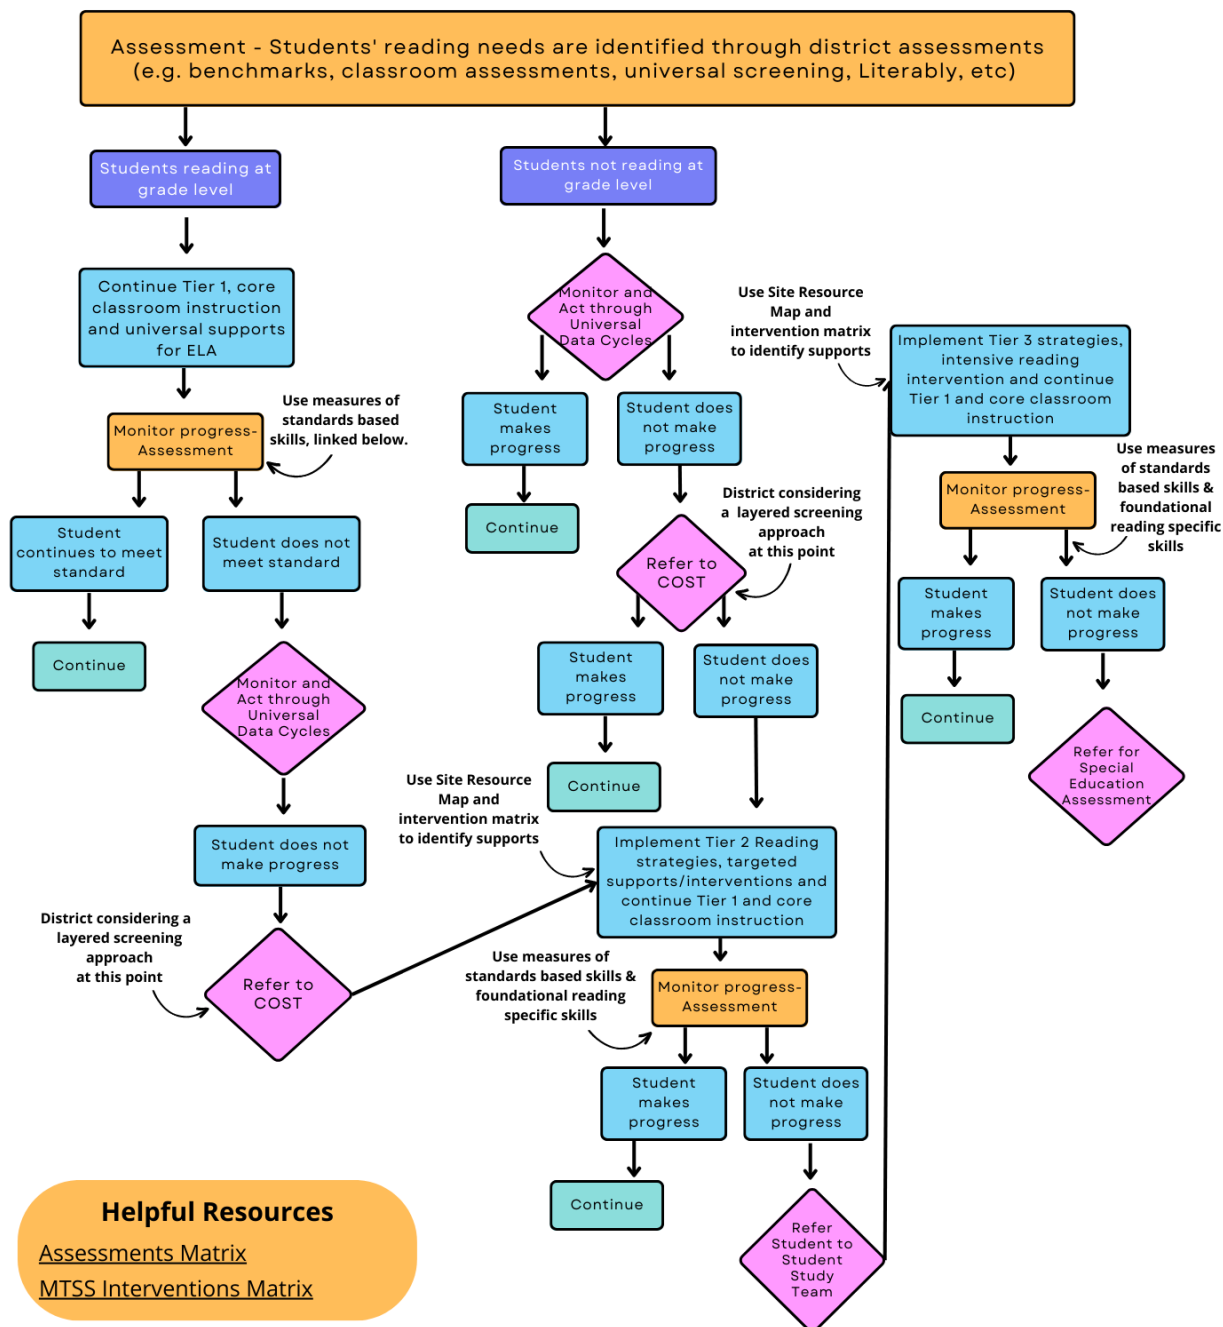 Assessment - Students' reading needs are identified through district assessments
(e.g. benchmarks, classroom assessments, universal screening, Literably, etc)
Students reading at
grade level
Continue Tier 1, core
classroom instruction
and universal supports
for ELA
Use measures of
standards based
skills, linked below.
Monitor progress-
Assessment
Student
continues to meet
standard
Continue
Student does not
meet standard
Monitor and
Act through
Universal
Data Cycles
Student does not
make progress
District considering a
layered screening
approach
at this point
Refer to
COST
Students not reading at
grade level
Monitor and
Act through
Universal
Data Cycles
Student
makes
progress
Continue
Student does
not make
progress
District considering
a layered screening
approach
at this point
Refer to
COST
Student
makes
progress
Continue
Student does
not make
progress
Use Site Resource
Map and
intervention matrix
to identify supports
Implement Tier 2 Reading
strategies, targeted
supports/interventions and
continue Tier 1 and core
classroom instruction
Use measures of
standards based skills &
foundational reading
specific skills
Monitor progress-
Assessment
Student
makes
progress
Continue
Student does
not make
progress
Refer
Student to
Student
Study
Team
Use Site Resource
Map and
intervention matrix
to identify supports
Implement Tier 3 strategies,
intensive reading
intervention and continue
Tier 1 and core classroom
instruction
Use measures
of standards
based skills &
foundational
reading specific
skills
Monitor progress-
Assessment
Student
makes
progress
Continue
Student does
not make
progress
Refer for
Special
Education
Assessment
Helpful Resources
Assessments Matrix
MTSS Interventions Matrix